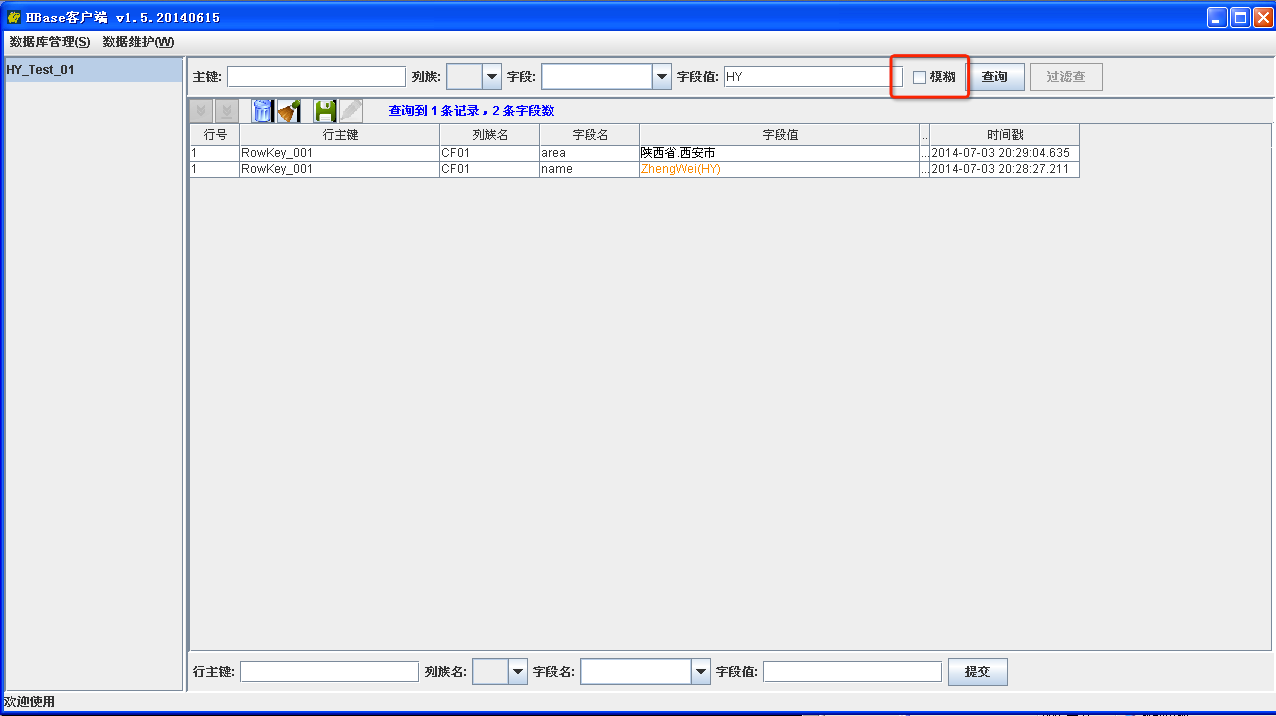 HBase客户端 v1.5.20140615
数据库管理(S) 数据维护(W)
HY_Test_01
主键: 列族: 字段: 字段值: HY 模糊 查询 过滤查
查询到 1 条记录，2 条字段数
行号 行主键 列族名 字段名 字段值 .. 时间戳
1 RowKey_001 CF01 area 陕西省.西安市 ... 2014-07-03 20:29:04.635
1 RowKey_001 CF01 name ZhengWei(HY) ... 2014-07-03 20:28:27.211
行主键: 列族名: 字段名: 字段值: 提交
欢迎使用